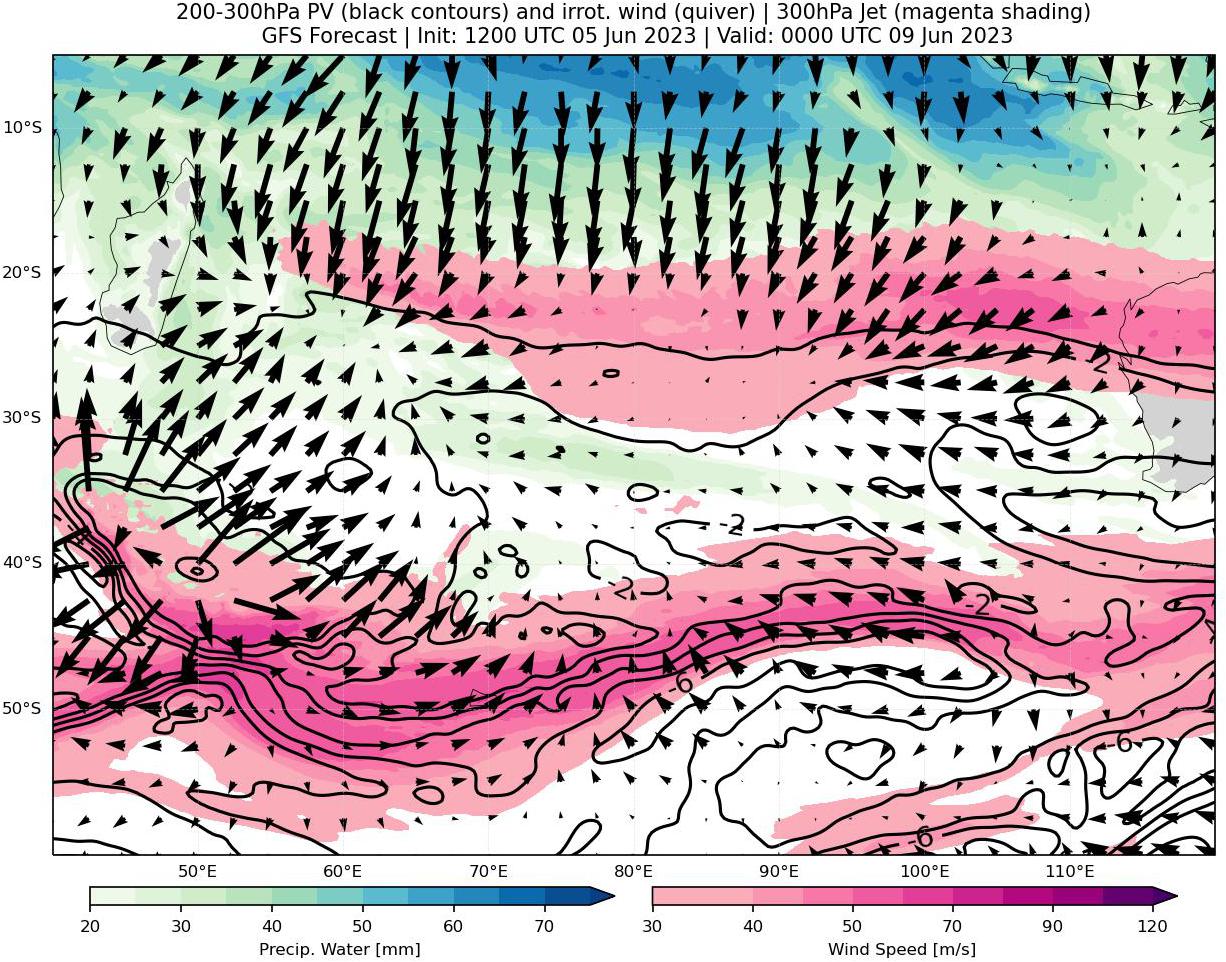 200-300hPa PV (black contours) and irrot. wind (quiver) | 300hPa Jet (magenta shading)
GFS Forecast | Init: 1200 UTC 05 Jun 2023 | Valid: 0000 UTC 09 Jun 2023
10°S
20°S
-2
30°S
-2
40°S
-2
-2
-6
50°S
-6
-6
50°E 60°E 70°E 80°E 90°E 100°E 110°E
20 30 40 50 60 70 30 40 50 70 90 120
Precip. Water [mm] Wind Speed [m/s]